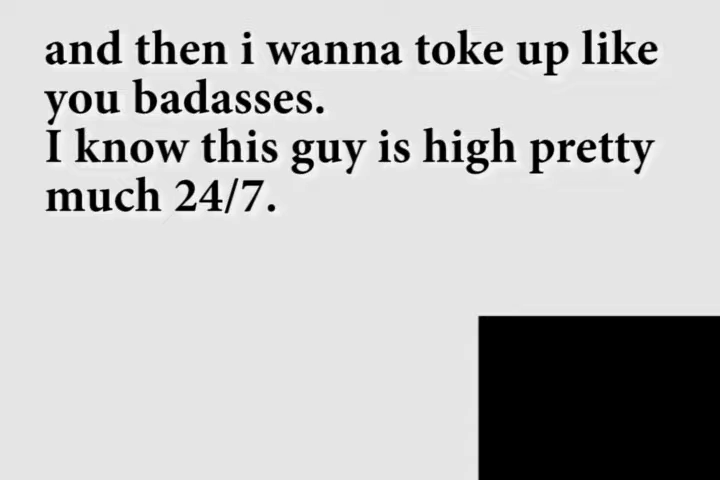 and then i wanna toke up like
you badasses.
I know this guy is high pretty
much 24/7.